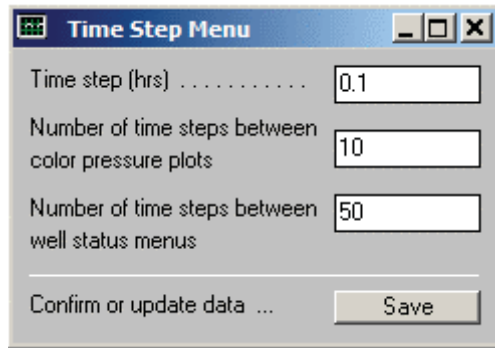 Time Step Menu
Time step (hrs) . . . . . . . . . . . 0.1
Number of time steps between
color pressure plots
10
Number of time steps between
well status menus
50
Confirm or update data ... Save